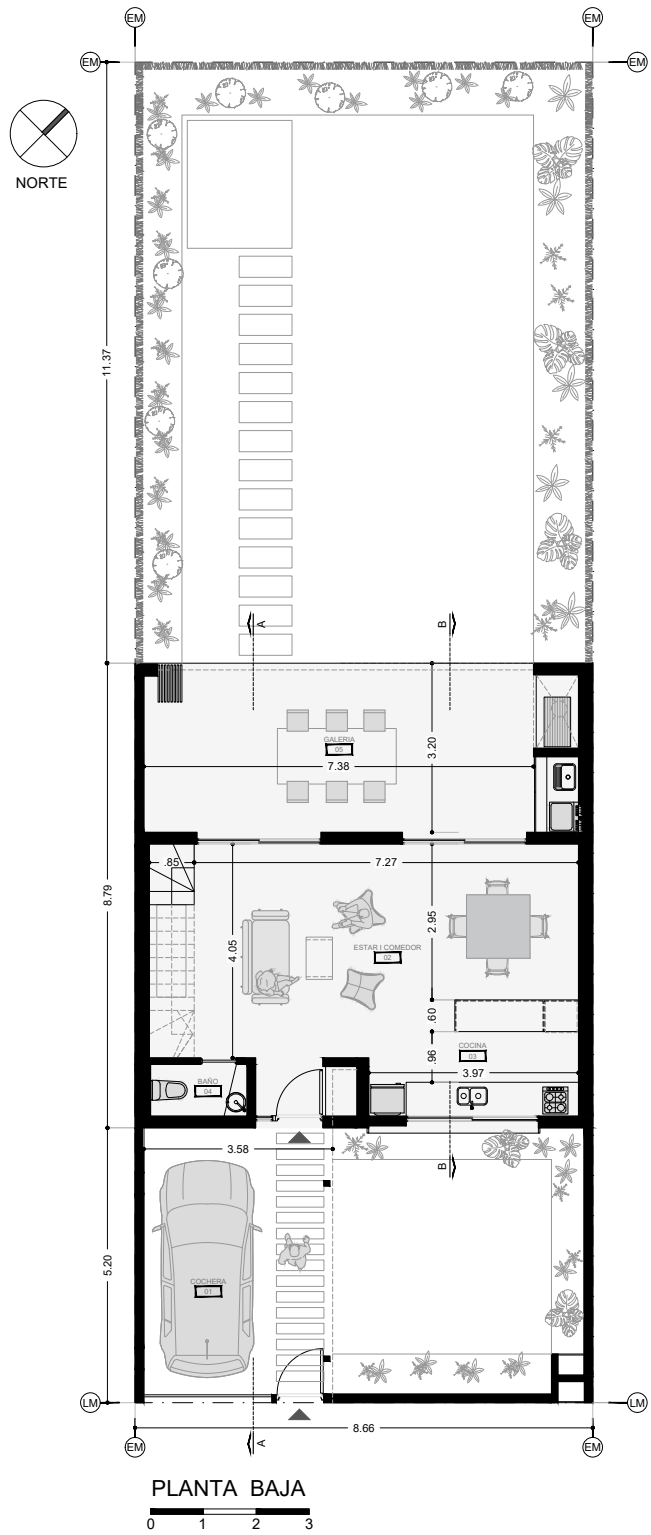 EM
EM
EM
EM
NORTE
11.37
A
B
3.20
GALERIA
05
7.38
.85
7.27
8.79
4.05
2.95
ESTAR I COMEDOR
02
.60
COCINA
03
.96
BAÑO
04
3.97
3.58
B
5.20
COCHERA
01
LM
LM
8.66
EM
A
EM
PLANTA BAJA
0 1 2 3